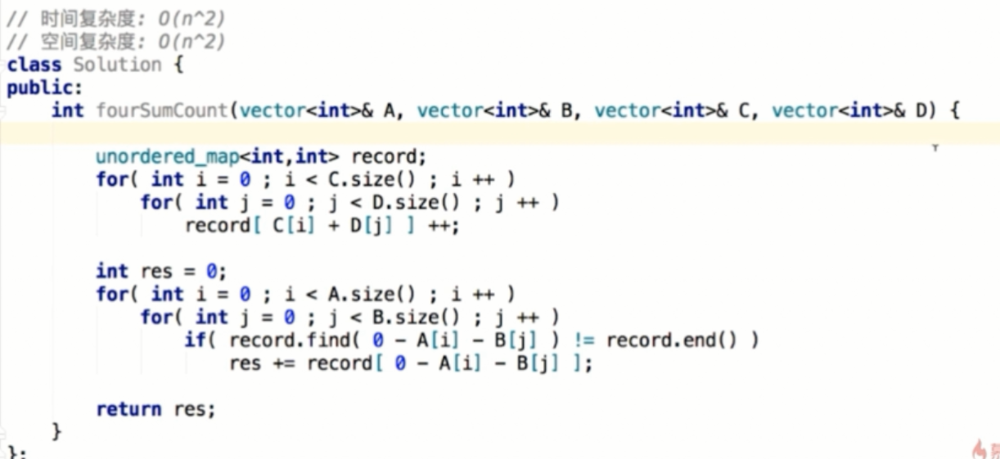 // 时间复杂度: O(n^2)
// 空间复杂度: O(n^2)
class Solution {
public:
    int fourSumCount(vector<int>& A, vector<int>& B, vector<int>& C, vector<int>& D) {
        unordered_map<int,int> record;
        for( int i = 0 ; i < C.size() ; i ++ )
            for( int j = 0 ; j < D.size() ; j ++ )
                record[ C[i] + D[j] ] ++;
        int res = 0;
        for( int i = 0 ; i < A.size() ; i ++ )
            for( int j = 0 ; j < B.size() ; j ++ )
                if( record.find( 0 - A[i] - B[j] ) != record.end() )
                    res += record[ 0 - A[i] - B[j] ];
        return res;
    }
};